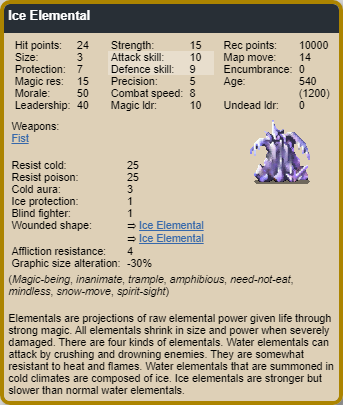 Ice Elemental
Hit points: 24 Strength: 15 Rec points: 10000
Size: 3 Attack skill: 10 Map move: 14
Protection: 7 Defence skill: 9 Encumbrance: 0
Magic res: 15 Precision: 5 Age: 540
Morale: 50 Combat speed: 8 (1200)
Leadership: 40 Magic ldr: 10 Undead ldr: 0
Weapons:
Fist
Resist cold: 25
Resist poison: 25
Cold aura: 3
Ice protection: 1
Blind fighter: 1
Wounded shape: ⇒ Ice Elemental
⇒ Ice Elemental
Affliction resistance: 4
Graphic size alteration: -30%
(Magic-being, inanimate, trample, amphibious, need-not-eat,
mindless, snow-move, spirit-sight)
Elementals are projections of raw elemental power given life through
strong magic. All elementals shrink in size and power when severely
damaged. There are four kinds of elementals. Water elementals can
attack by crushing and drowning enemies. They are somewhat
resistant to heat and flames. Water elementals that are summoned in
cold climates are composed of ice. Ice elementals are stronger but
slower than normal water elementals.